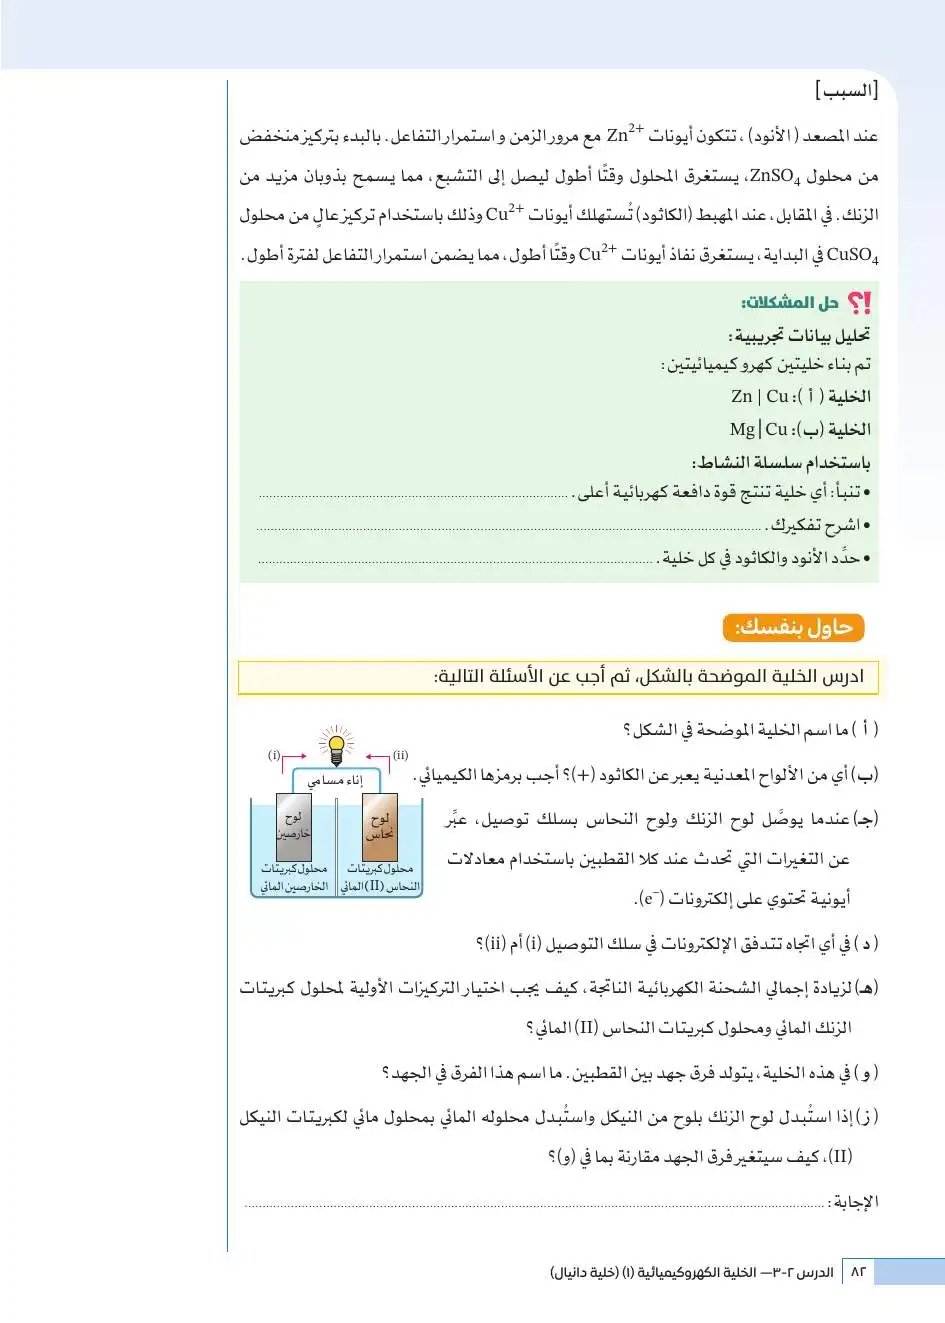 [السبب]
عند المصعد (الأنود)، تتكون أيونات Zn²⁺ مع مرور الزمن واستمرار التفاعل. بالبدء بتركيز منخفض
من محلول ZnSO₄، يستغرق المحلول وقتًا أطول ليصل إلى التشبع، مما يسمح بذوبان مزيد من
الزنك. في المقابل، عند المهبط (الكاثود) تُستهلك أيونات Cu²⁺ وذلك باستخدام تركيز عالٍ من محلول
CuSO₄ في البداية، يستغرق نفاذ أيونات Cu²⁺ وقتًا أطول، مما يضمن استمرار التفاعل لفترة أطول.
!؟ حل المشكلات:
تحليل بيانات تجريبية:
تم بناء خليتين كهروكيميائيتين:
الخلية (أ): Zn | Cu
الخلية (ب): Mg | Cu
باستخدام سلسلة النشاط:
• تنبأ: أي خلية تنتج قوة دافعة كهربائية أعلى. ........................................
• اشرح تفكيرك. ........................................
• حدِّد الأنود والكاثود في كل خلية. ........................................
حاول بنفسك:
ادرس الخلية الموضحة بالشكل، ثم أجب عن الأسئلة التالية:
(أ) ما اسم الخلية الموضحة في الشكل؟
(ب) أي من الألواح المعدنية يعبر عن الكاثود (+)؟ أجب برمزها الكيميائي.
(جـ) عندما يوصَّل لوح الزنك ولوح النحاس بسلك توصيل، عبِّر
عن التغيرات التي تحدث عند كلا القطبين باستخدام معادلات
أيونية تحتوي على إلكترونات (e⁻).
(i)
(ii)
إناء مسامي
لوح
خارصين
لوح
نحاس
محلول كبريتات
النحاس (II) المائي
محلول كبريتات
الخارصين المائي
(د) في أي اتجاه تتدفق الإلكترونات في سلك التوصيل (i) أم (ii)؟
(هـ) لزيادة إجمالي الشحنة الكهربائية الناتجة، كيف يجب اختيار التركيزات الأولية لمحلول كبريتات
الزنك المائي ومحلول كبريتات النحاس (II) المائي؟
(و) في هذه الخلية، يتولد فرق جهد بين القطبين. ما اسم هذا الفرق في الجهد؟
(ز) إذا استُبدل لوح الزنك بلوح من النيكل واستُبدل محلوله المائي بمحلول مائي لكبريتات النيكل
(II)، كيف سيتغير فرق الجهد مقارنة بما في (و)؟
الإجابة: ........................................
٨٢
الدرس ٢-٣— الخلية الكهروكيميائية (١) (خلية دانيال)